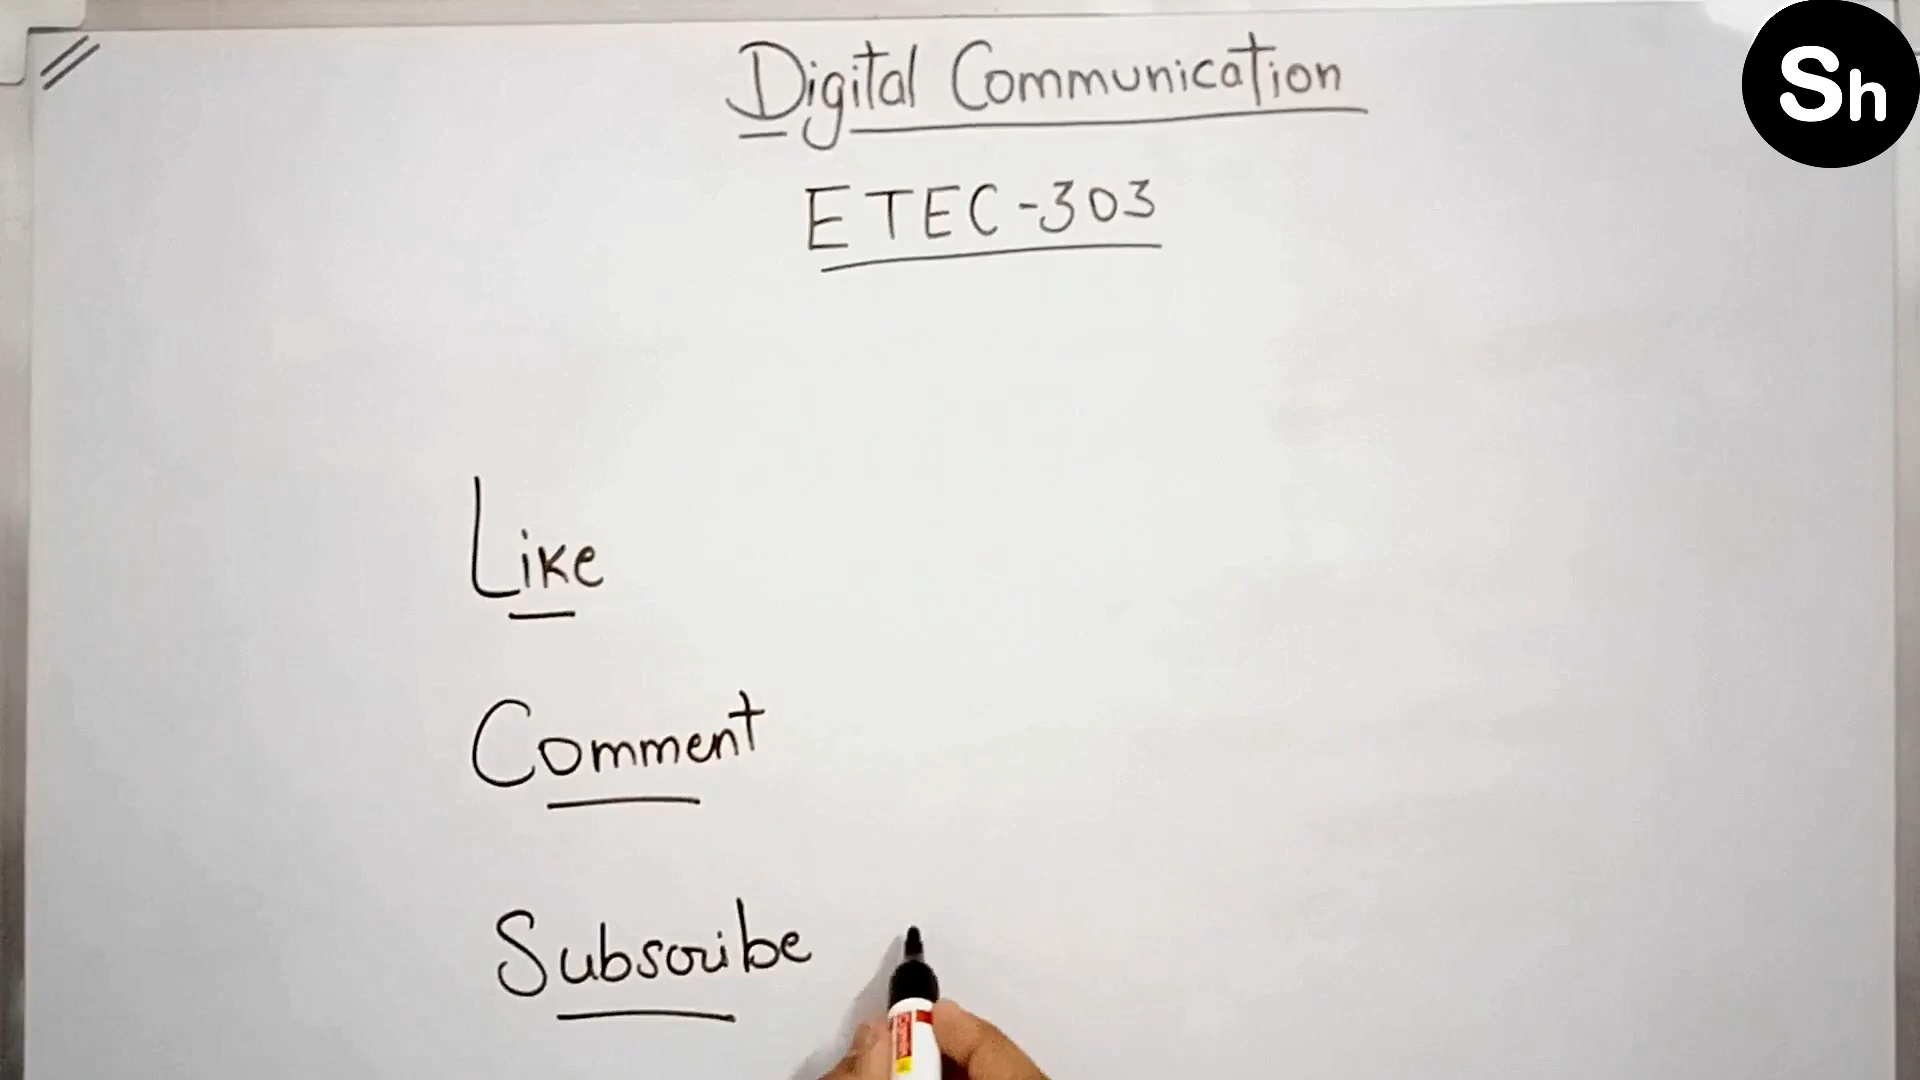 Digital Communication
ETEC-303
Like
Comment
Subscribe
Sh